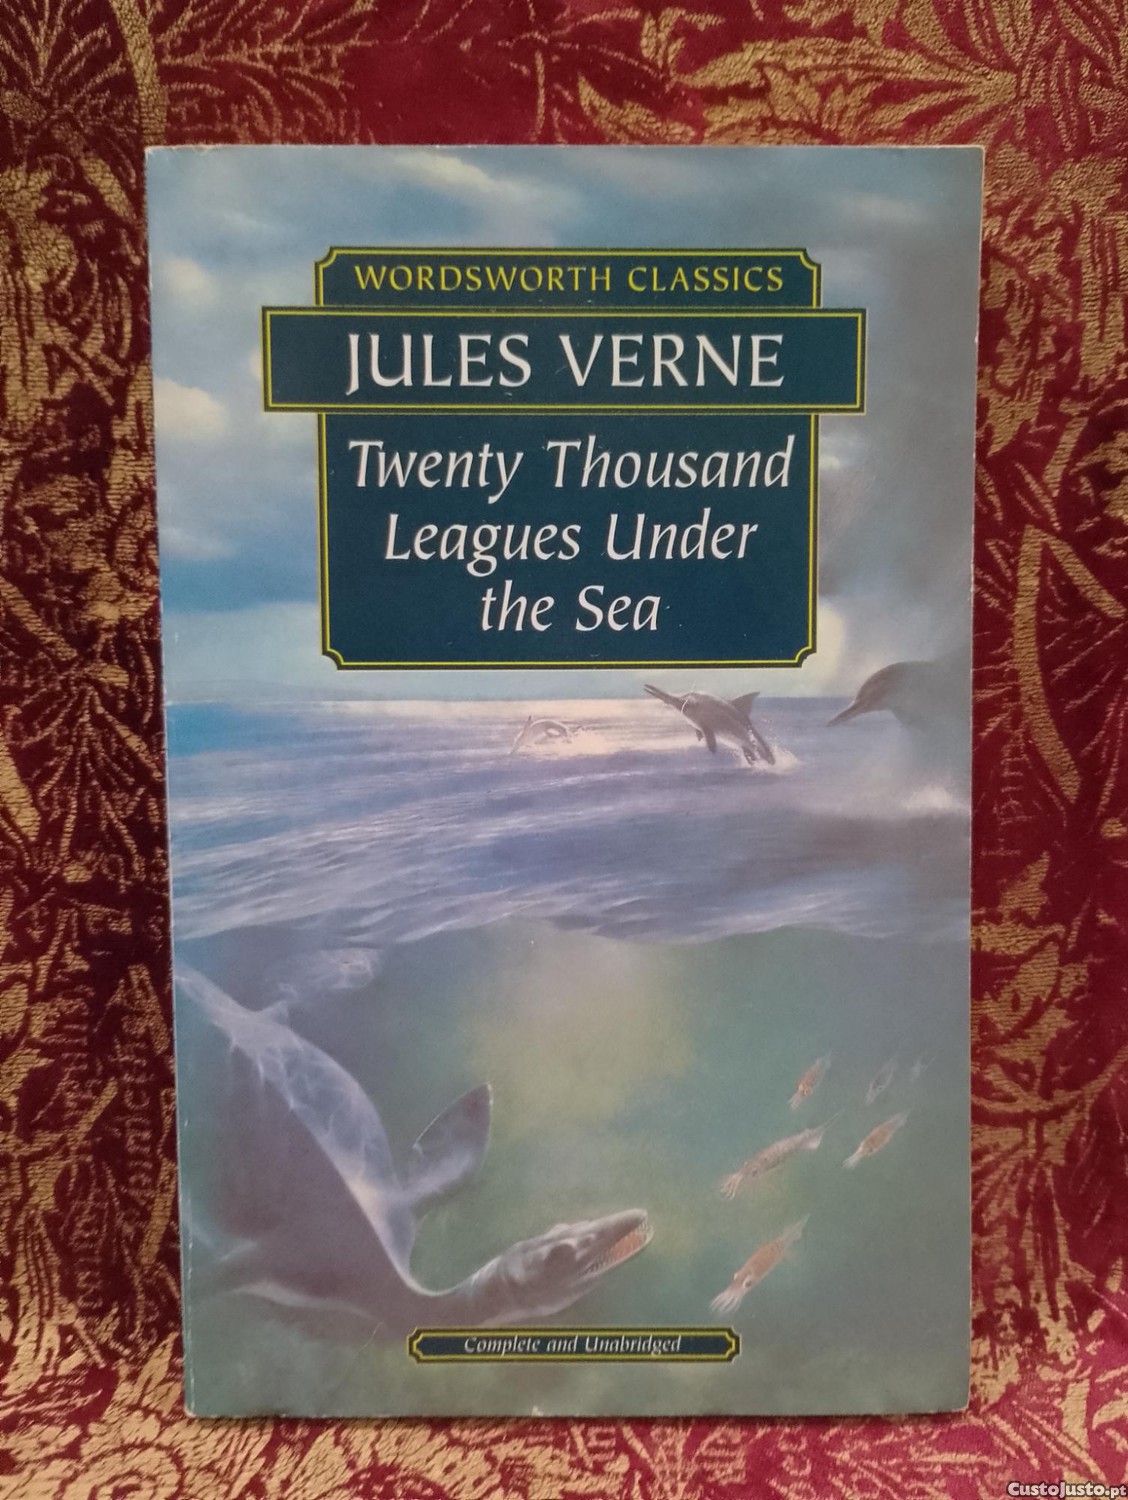 WORDSWORTH CLASSICS
JULES VERNE
Twenty Thousand
Leagues Under
the Sea
Complete and Unabridged
CustoJusto.pt